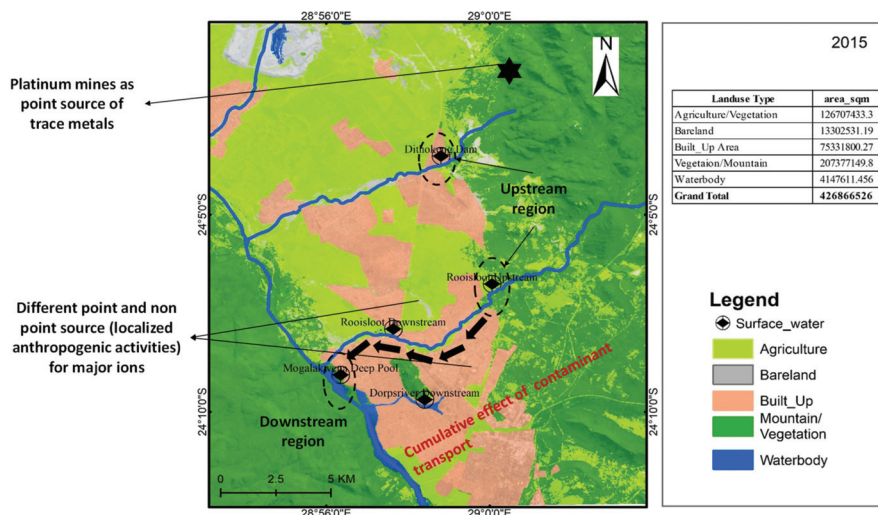 28°56'0"E
29°0'0"E
N
Platinum mines as
point source of
trace metals
Dithokeng Dam
Upstream
region
24°5'0"S
24°5'0"S
Rooisloot Upstream
Different point and non
point source (localized
anthropogenic activities)
for major ions
Rooisloot Downstream
Mogalakwena Deep Pool
Dorpsriver Downstream
Downstream
region
24°10'0"S
24°10'0"S
Cumulative effect of contaminant
transport
0 2.5 5 KM
28°56'0"E
29°0'0"E
2015
Landuse Type area_sqm
Agriculture/Vegetation 126707433.3
Bareland 13302531.19
Built_Up Area 75331800.27
Vegetaion/Mountain 207377149.8
Waterbody 4147611.456
Grand Total 426866526
Legend
Surface_water
Agriculture
Bareland
Built_Up
Mountain/
Vegetation
Waterbody